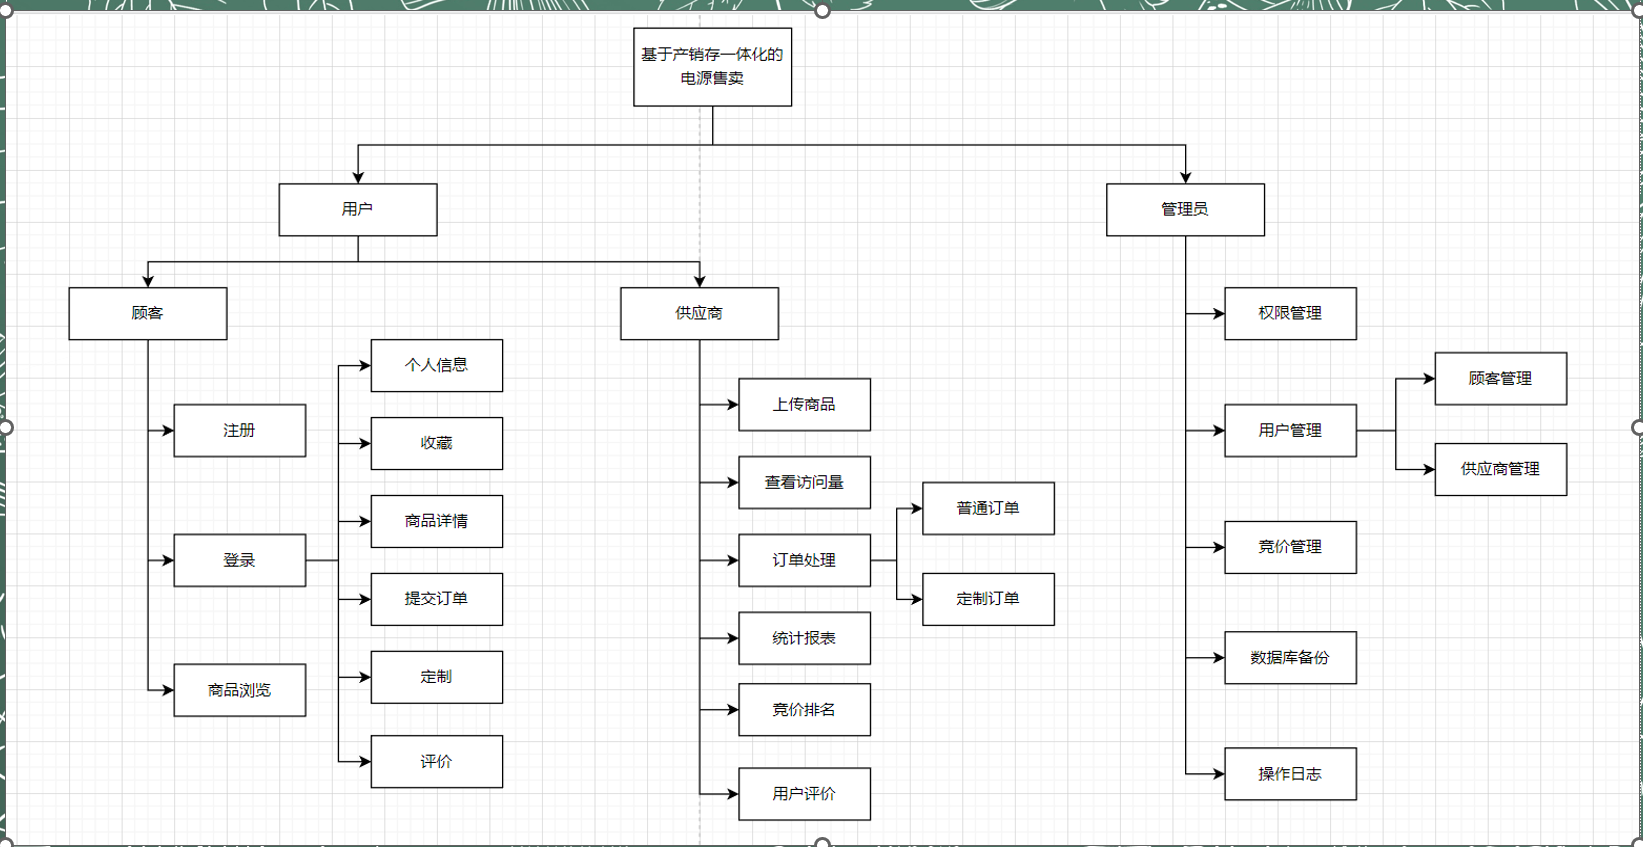 基于产销存一体化的
电源售卖
用户
管理员
顾客
供应商
权限管理
个人信息
顾客管理
上传商品
注册
用户管理
收藏
供应商管理
查看访问量
普通订单
商品详情
竞价管理
登录
订单处理
提交订单
定制订单
统计报表
数据库备份
定制
商品浏览
竞价排名
评价
操作日志
用户评价